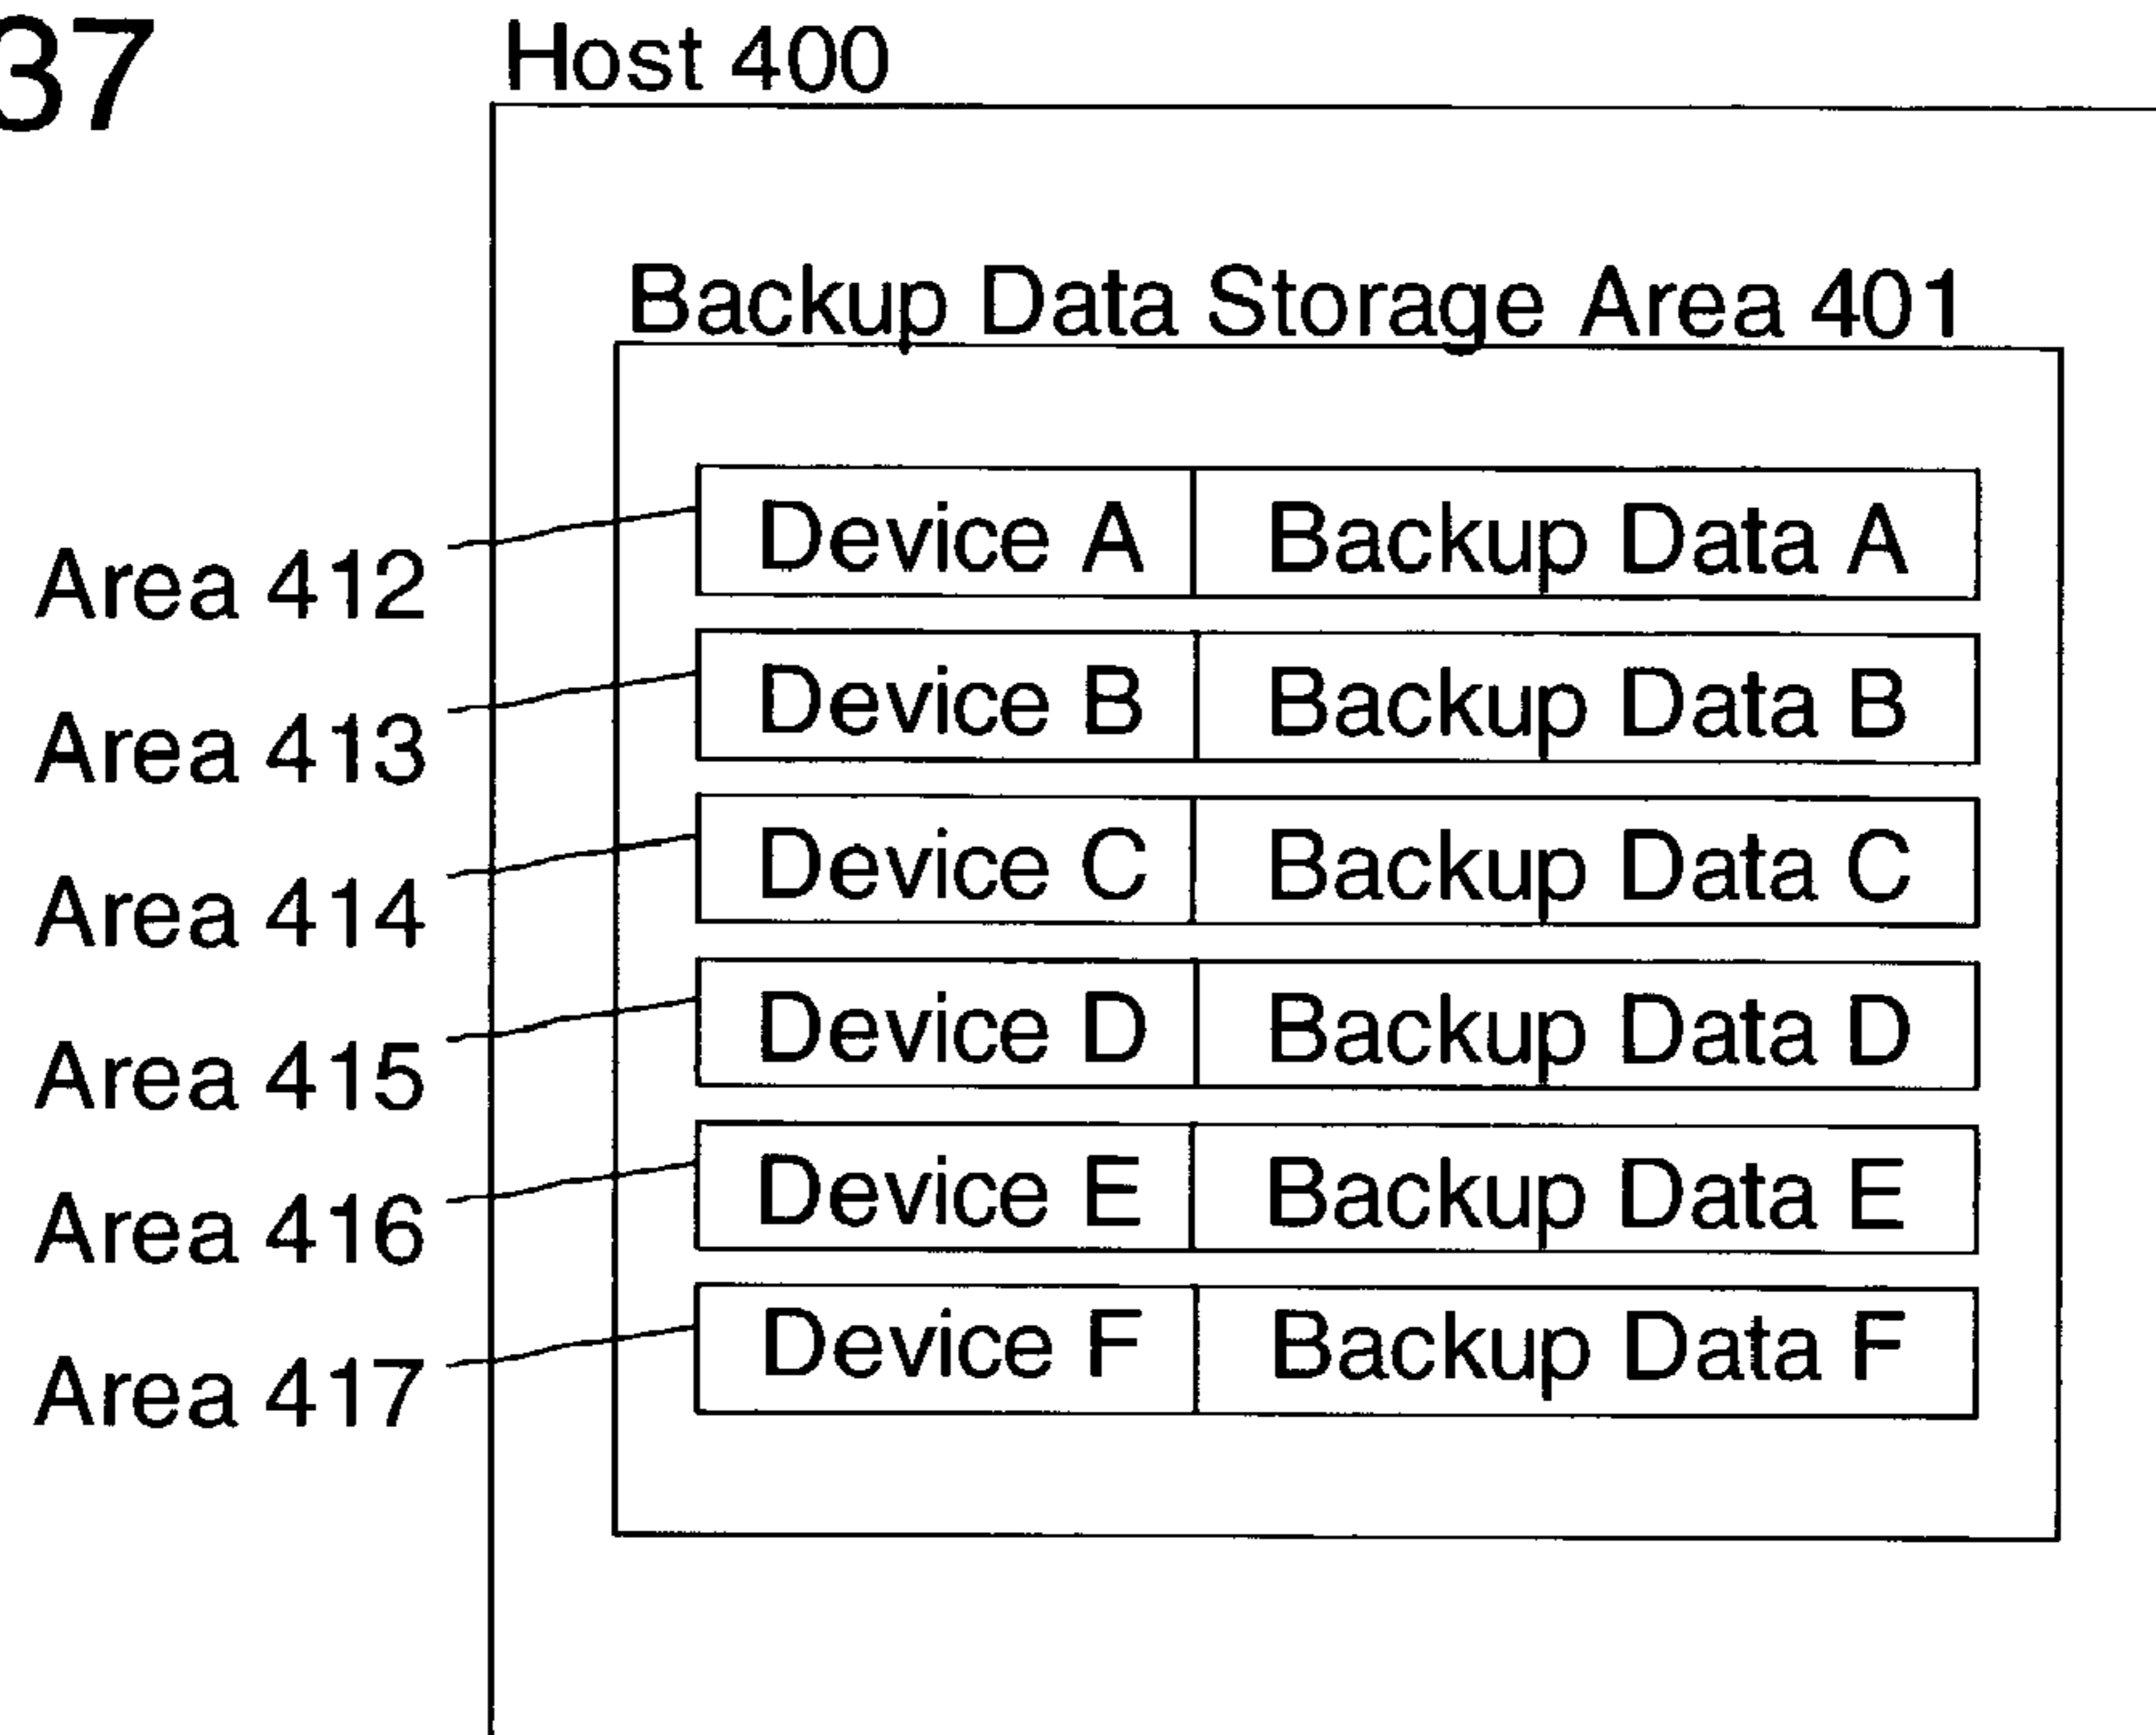 37
Host 400
Backup Data Storage Area 401
Area 412 Device A Backup Data A
Area 413 Device B Backup Data B
Area 414 Device C Backup Data C
Area 415 Device D Backup Data D
Area 416 Device E Backup Data E
Area 417 Device F Backup Data F